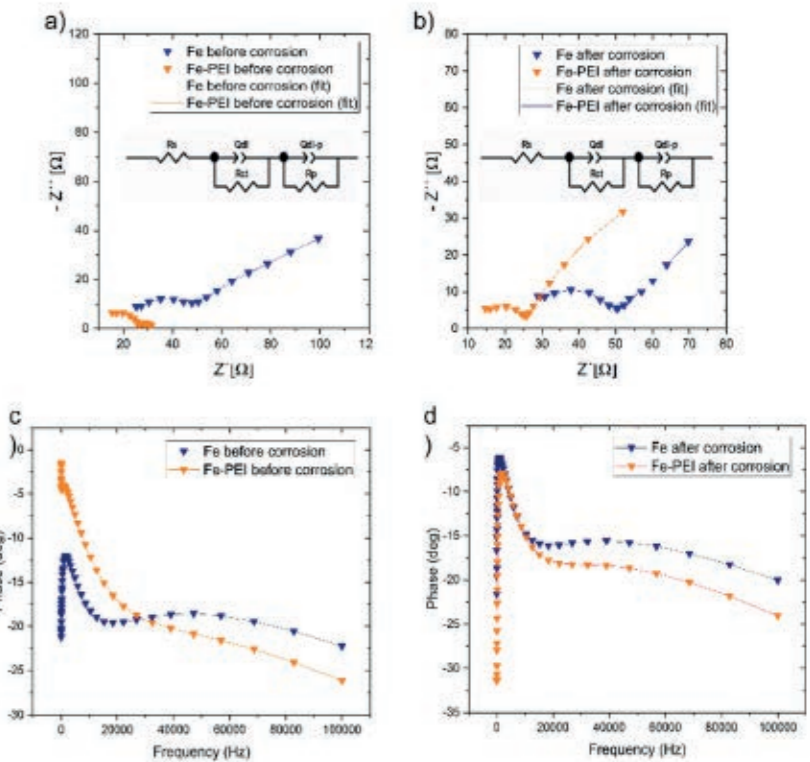 a)
Fe before corrosion
Fe-PEI before corrosion
Fe before corrosion (fit)
Fe-PEI before corrosion (fit)
Rs
Qdl
Rct
Qdl-p
Rp
- Z´´ [Ω]
120
100
80
60
40
20
0
20
40
60
80
100
12
Z´[Ω]
b)
Fe after corrosion
Fe-PEI after corrosion
Fe after corrosion (fit)
Fe-PEI after corrosion (fit)
Rs
Qdl
Rct
Qdl-p
Rp
- Z´´ [Ω]
80
70
60
50
40
30
20
10
0
10
20
30
40
50
60
70
Z´[Ω]
c
)
Fe before corrosion
Fe-PEI before corrosion
Phase (deg)
0
-5
-10
-15
-20
-25
-30
0
20000
40000
60000
80000
100000
Frequency (Hz)
d
)
Fe after corrosion
Fe-PEI after corrosion
Phase (deg)
-5
-10
-15
-20
-25
-30
-35
0
20000
40000
60000
80000
100000
Frequency (Hz)